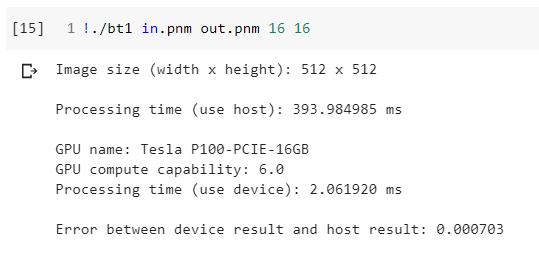 [15] 1 !./bt1 in.pnm out.pnm 16 16
Image size (width x height): 512 x 512
Processing time (use host): 393.984985 ms
GPU name: Tesla P100-PCIE-16GB
GPU compute capability: 6.0
Processing time (use device): 2.061920 ms
Error between device result and host result: 0.000703